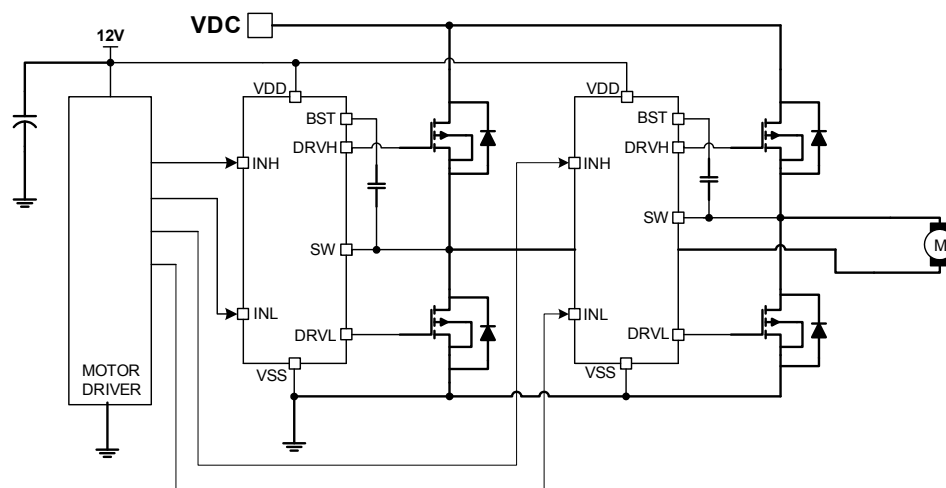 VDC
12V
VDD
VDD
BST
BST
DRVH
DRVH
INH
INH
SW
SW
M
INL
INL
DRVL
DRVL
MOTOR
DRIVER
VSS
VSS